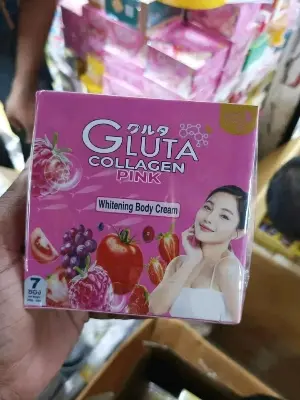 グルタ
GLUTA
COLLAGEN
PINK
Whitening Body Cream
7